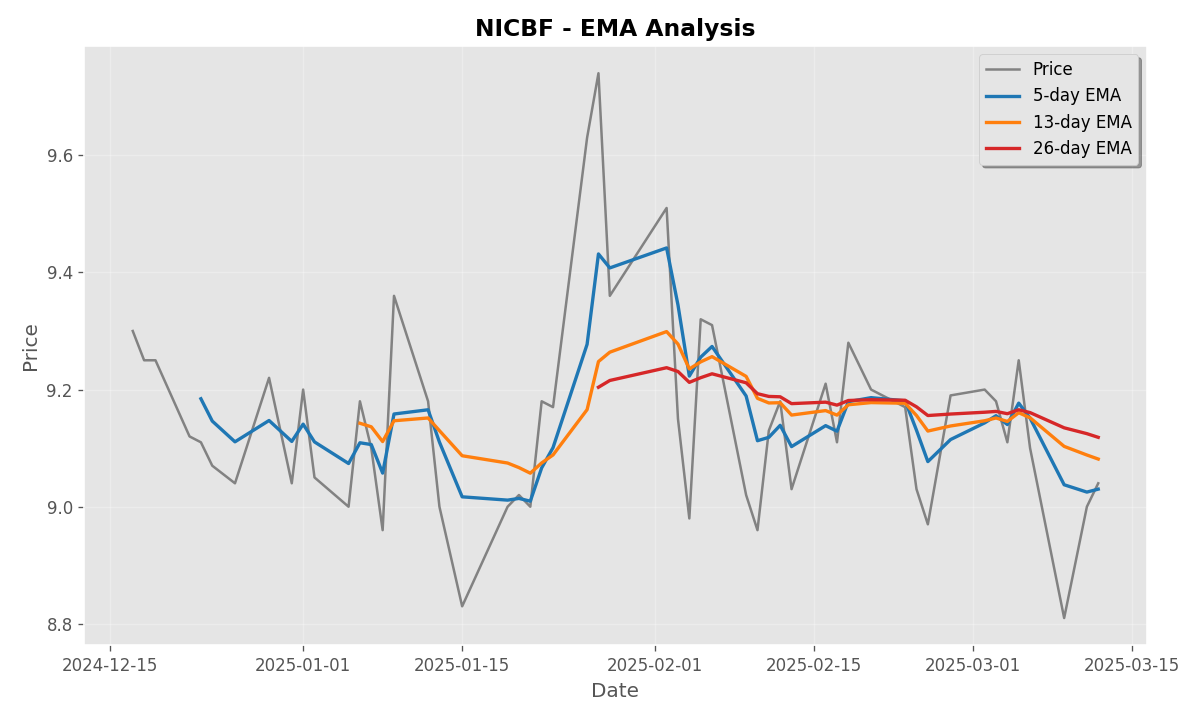 NICBF - EMA Analysis
Price
5-day EMA
13-day EMA
26-day EMA
Price
9.6
9.4
9.2
9.0
8.8
2024-12-15
2025-01-01
2025-01-15
2025-02-01
2025-02-15
2025-03-01
2025-03-15
Date